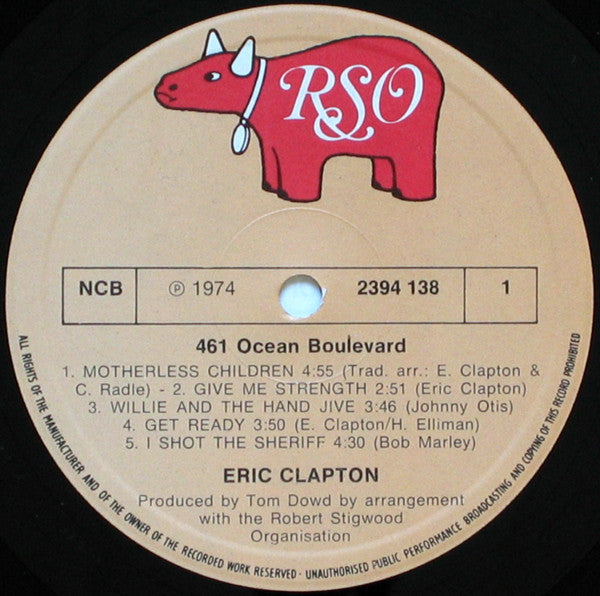 RSO
NCB
℗ 1974
2394 138
1
461 Ocean Boulevard
1. MOTHERLESS CHILDREN 4:55 (Trad. arr.: E. Clapton &
C. Radle) - 2. GIVE ME STRENGTH 2:51 (Eric Clapton)
3. WILLIE AND THE HAND JIVE 3:46 (Johnny Otis)
4. GET READY 3:50 (E. Clapton/H. Elliman)
5. I SHOT THE SHERIFF 4:30 (Bob Marley)
ERIC CLAPTON
Produced by Tom Dowd by arrangement
with the Robert Stigwood
Organisation
ALL RIGHTS OF THE MANUFACTURER AND OF THE OWNER OF THE RECORDED WORK RESERVED · UNAUTHORISED PUBLIC PERFORMANCE BROADCASTING AND COPYING OF THIS RECORD PROHIBITED